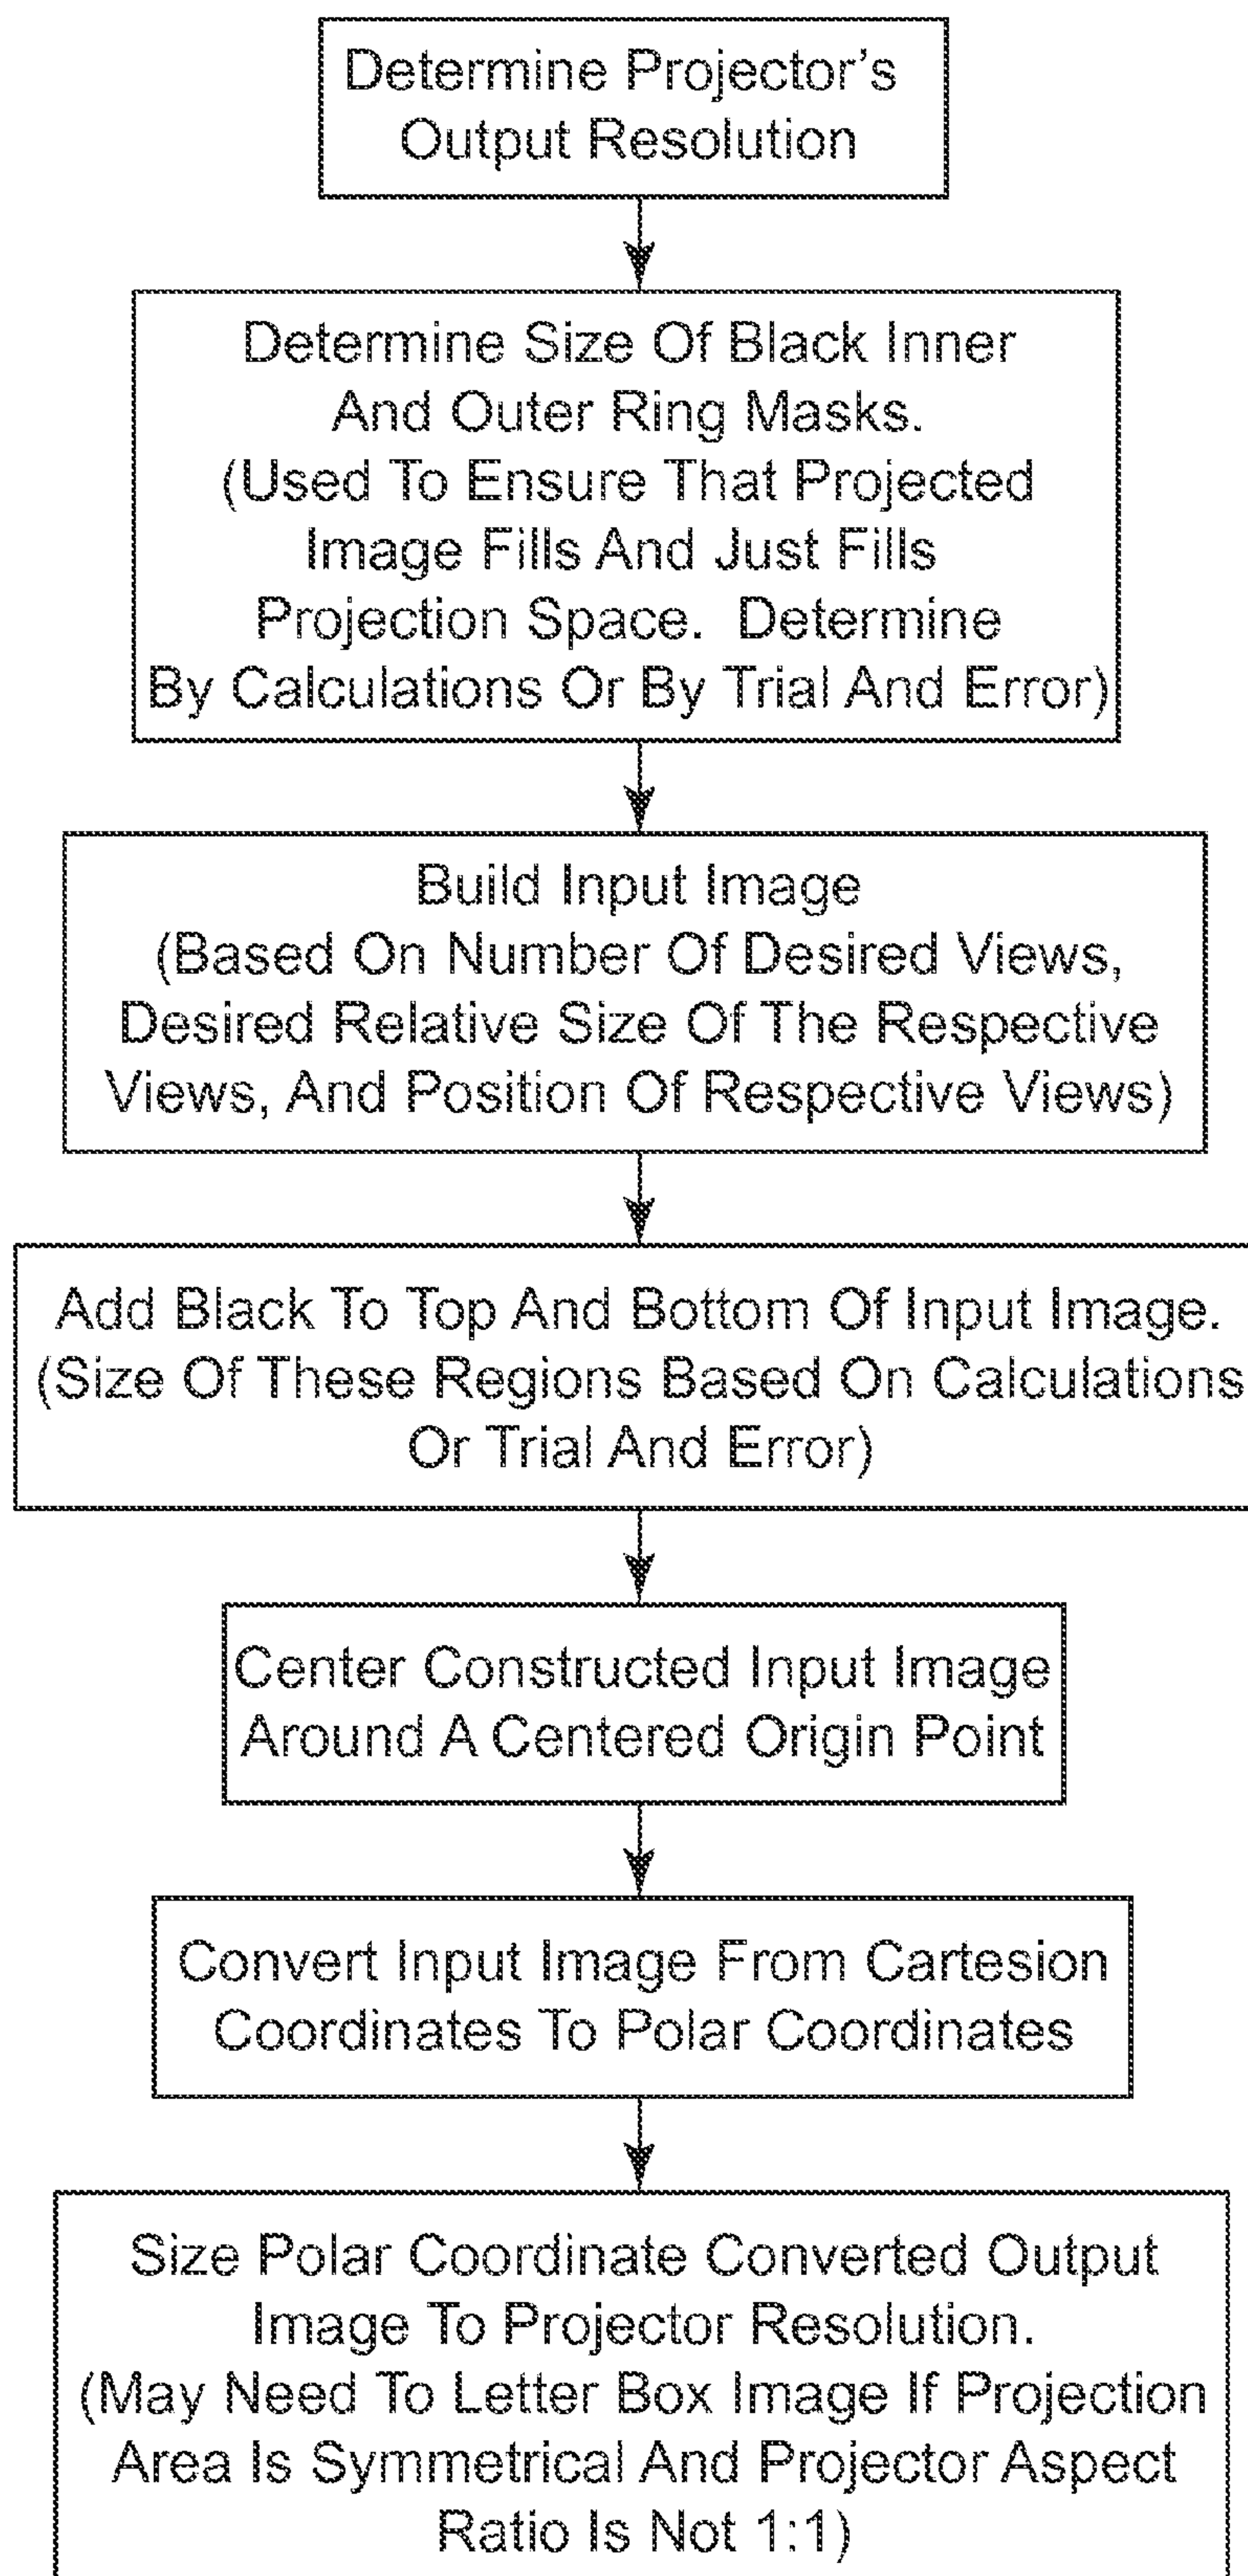 Determine Projector's
Output Resolution
Determine Size Of Black Inner
And Outer Ring Masks.
(Used To Ensure That Projected
Image Fills And Just Fills
Projection Space. Determine
By Calculations Or By Trial And Error)
Build Input Image
(Based On Number Of Desired Views,
Desired Relative Size Of The Respective
Views, And Position Of Respective Views)
Add Black To Top And Bottom Of Input Image.
(Size Of These Regions Based On Calculations
Or Trial And Error)
Center Constructed Input Image
Around A Centered Origin Point
Convert Input Image From Cartesion
Coordinates To Polar Coordinates
Size Polar Coordinate Converted Output
Image To Projector Resolution.
(May Need To Letter Box Image If Projection
Area Is Symmetrical And Projector Aspect
Ratio Is Not 1:1)